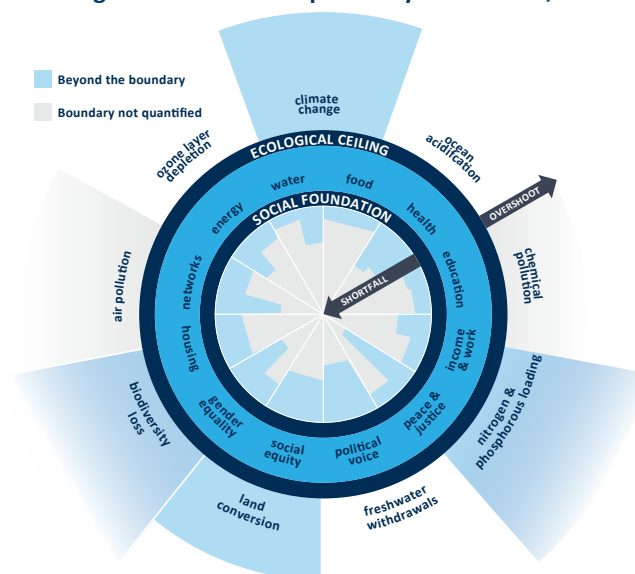 Beyond the boundary
Boundary not quantified
climate
change
ozone layer
depletion
ocean
acidification
ECOLOGICAL CEILING
water
food
energy
health
SOCIAL FOUNDATION
OVERSHOOT
SHORTFALL
networks
education
air pollution
chemical
pollution
housing
income
& work
gender
equality
peace &
justice
social
equity
political
voice
biodiversity
loss
nitrogen &
phosphorous loading
land
conversion
freshwater
withdrawals